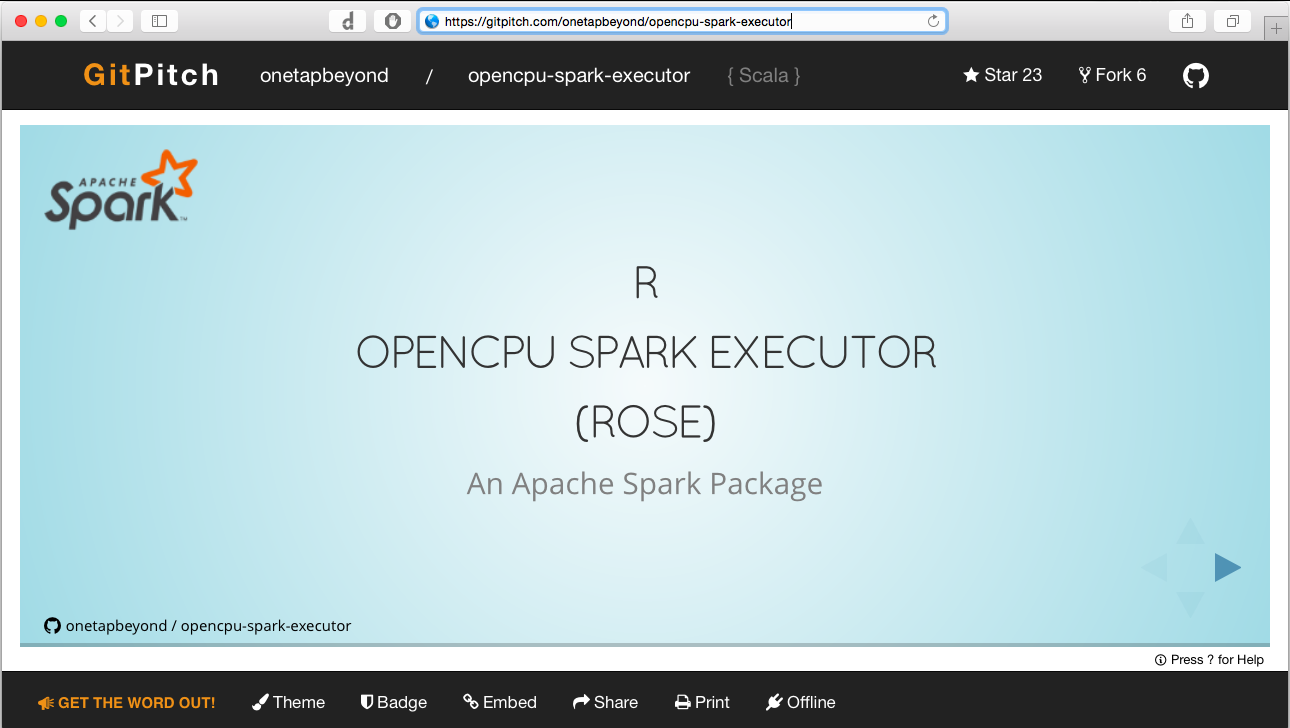 https://gitpitch.com/onetapbeyond/opencpu-spark-executor
GitPitch onetapbeyond / opencpu-spark-executor { Scala } Star 23 Fork 6
APACHE
Spark™
R
OPENCPU SPARK EXECUTOR
(ROSE)
An Apache Spark Package
onetapbeyond / opencpu-spark-executor
Press ? for Help
GET THE WORD OUT! Theme Badge Embed Share Print Offline